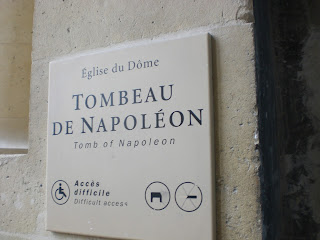 Église du Dôme
TOMBEAU
DE NAPOLÉON
Tomb of Napoleon
Accès
difficile
Difficult access